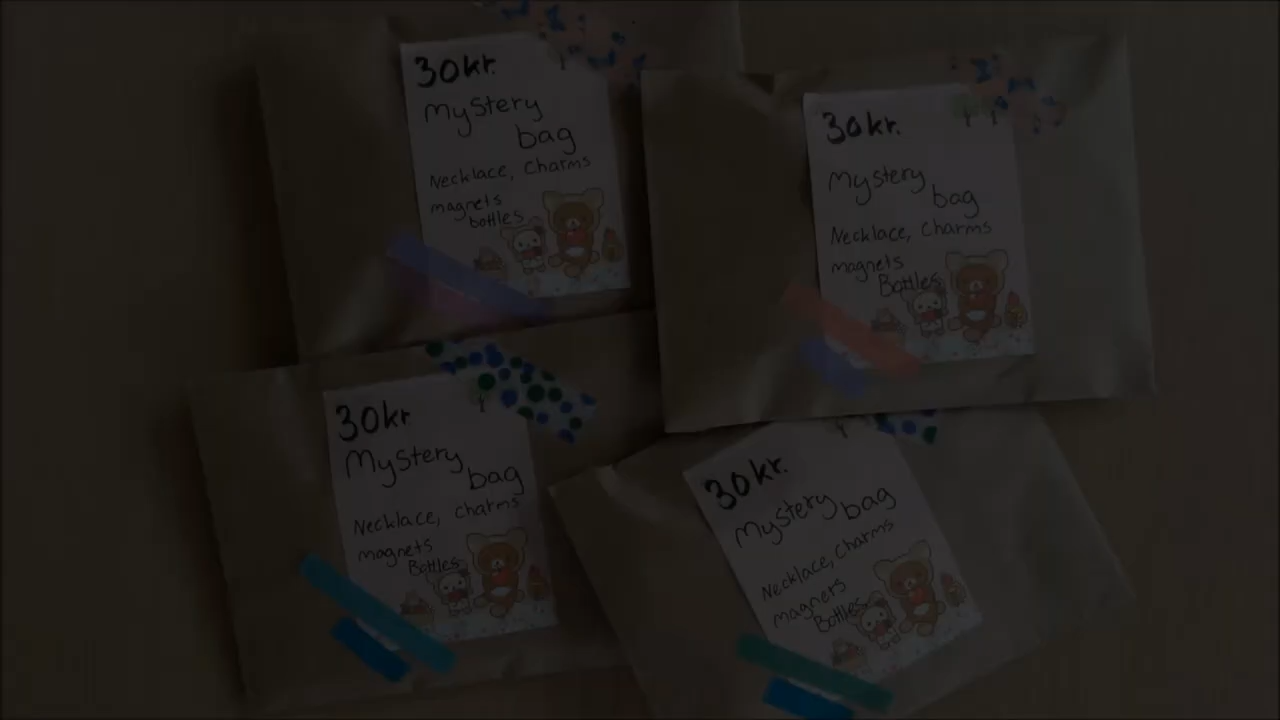 30kr.
Mystery
bag
Necklace, Charms
magnets
bottles
30kr.
Mystery
bag
Necklace, charms
magnets
Bottles
30kr
Mystery
bag
Necklace, charms
magnets
Bottles
30kr.
Mystery bag
Necklace, Charms
magners
Bottles